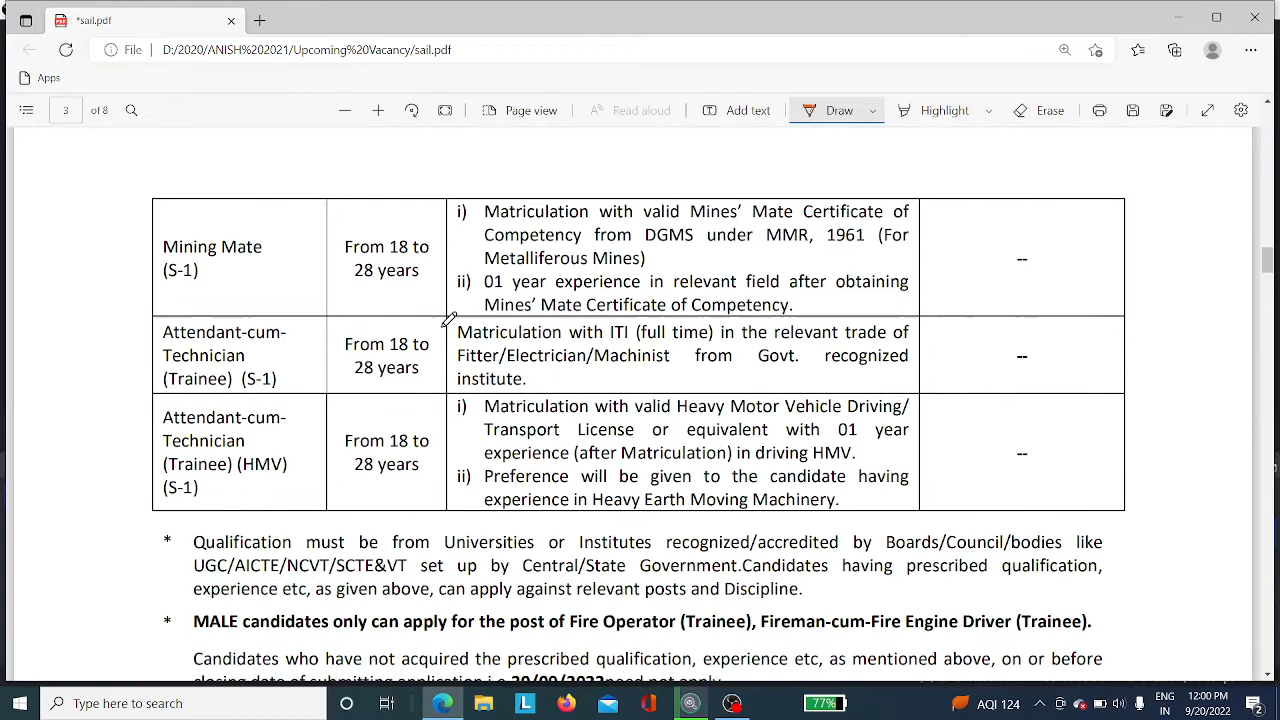 *sail.pdf
File | D:/2020/ANISH%202021/Upcoming%20Vacancy/sail.pdf
Apps
3 of 8 Page view Read aloud Add text Draw Highlight Erase
Mining Mate
(S-1)
From 18 to
28 years
i) Matriculation with valid Mines’ Mate Certificate of
Competency from DGMS under MMR, 1961 (For
Metalliferous Mines)
ii) 01 year experience in relevant field after obtaining
Mines’ Mate Certificate of Competency.
--
Attendant-cum-
Technician
(Trainee) (S-1)
From 18 to
28 years
Matriculation with ITI (full time) in the relevant trade of
Fitter/Electrician/Machinist from Govt. recognized
institute.
--
Attendant-cum-
Technician
(Trainee) (HMV)
(S-1)
From 18 to
28 years
i) Matriculation with valid Heavy Motor Vehicle Driving/
Transport License or equivalent with 01 year
experience (after Matriculation) in driving HMV.
ii) Preference will be given to the candidate having
experience in Heavy Earth Moving Machinery.
--
* Qualification must be from Universities or Institutes recognized/accredited by Boards/Council/bodies like
UGC/AICTE/NCVT/SCTE&VT set up by Central/State Government.Candidates having prescribed qualification,
experience etc, as given above, can apply against relevant posts and Discipline.
* MALE candidates only can apply for the post of Fire Operator (Trainee), Fireman-cum-Fire Engine Driver (Trainee).
Candidates who have not acquired the prescribed qualification, experience etc, as mentioned above, on or before
closing date of submitting application i.e 30/09/2022need not apply
Type here to search
77%
AQI 124
ENG
IN
12:00 PM
9/20/2022